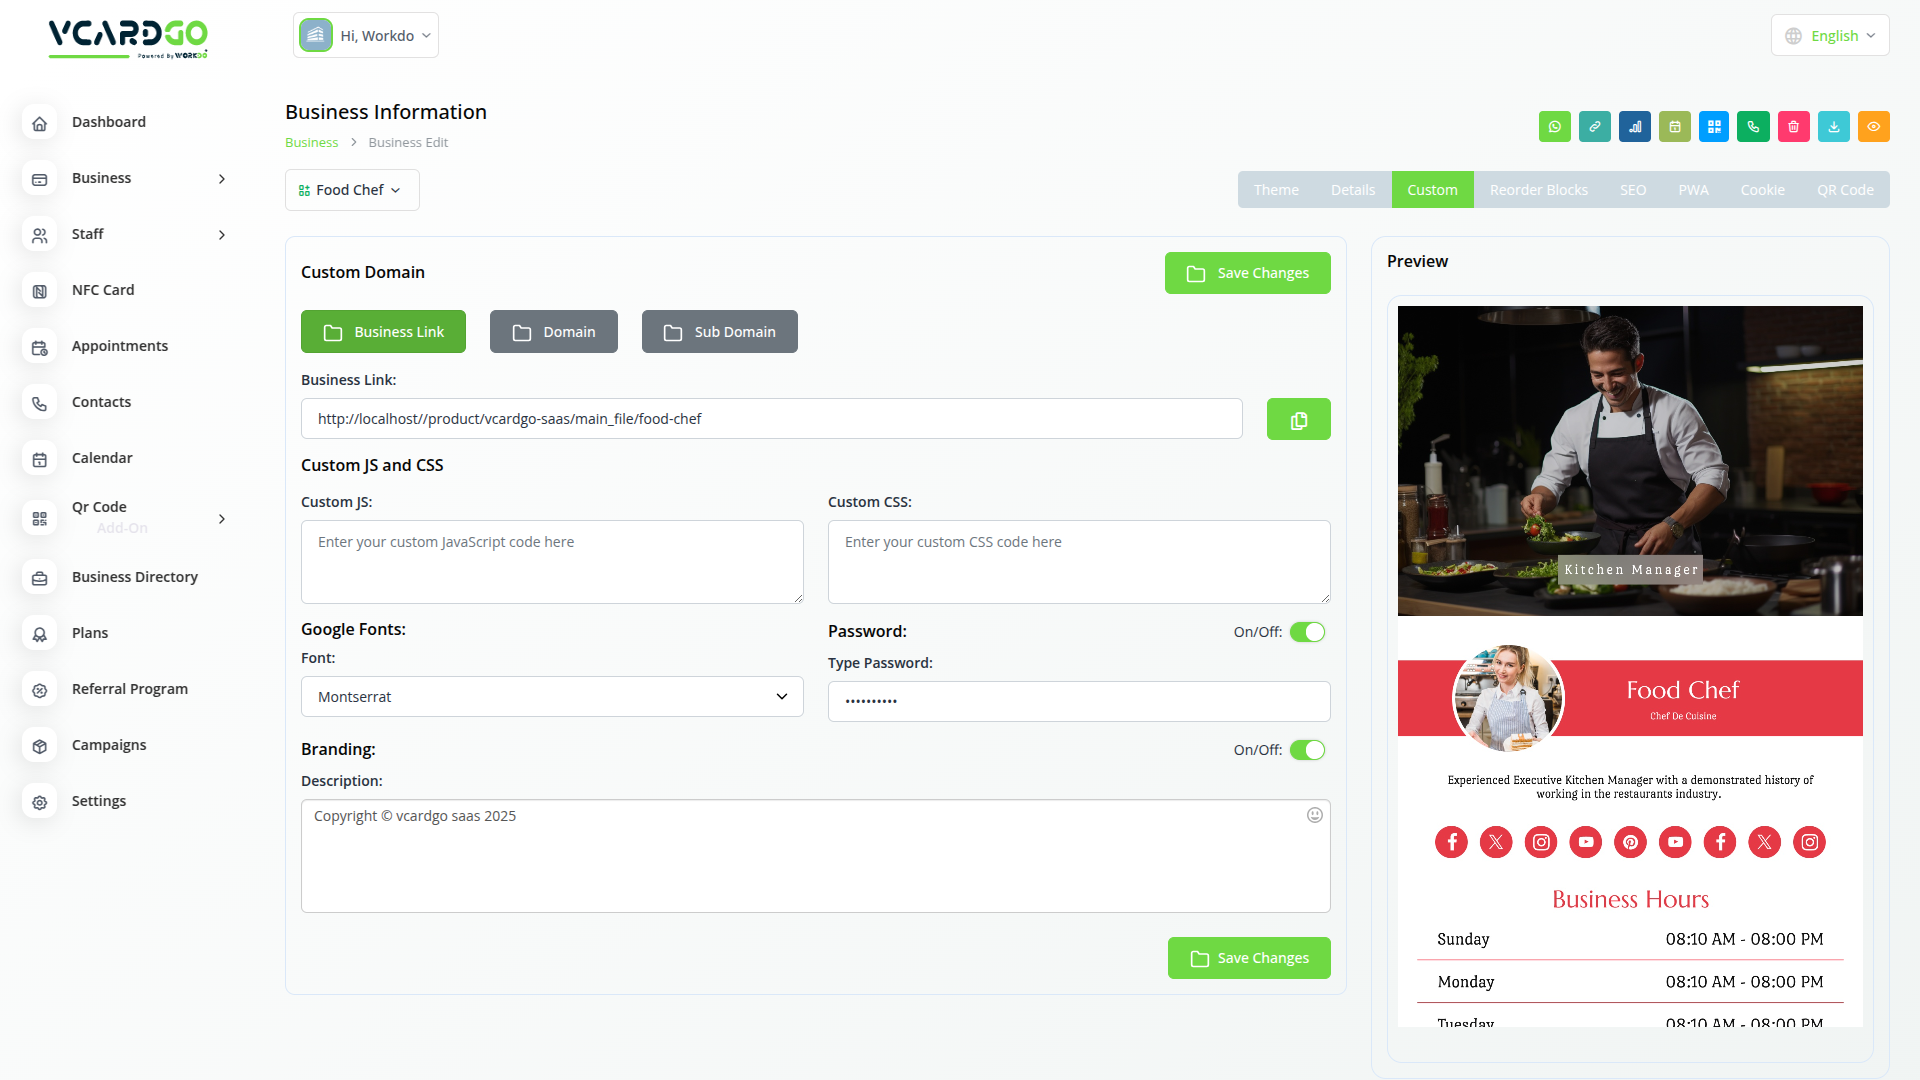 VCARDGO
Powered By WORKDO
Hi, Workdo
English
Dashboard
Business
Staff
NFC Card
Appointments
Contacts
Calendar
Qr Code
Add-On
Business Directory
Plans
Referral Program
Campaigns
Settings
Business Information
Business > Business Edit
Food Chef
Theme Details Custom Reorder Blocks SEO PWA Cookie QR Code
Custom Domain
Save Changes
Business Link Domain Sub Domain
Business Link:
http://localhost//product/vcardgo-saas/main_file/food-chef
Custom JS and CSS
Custom JS:
Enter your custom JavaScript code here
Custom CSS:
Enter your custom CSS code here
Google Fonts:
Font:
Montserrat
Password:
On/Off:
Type Password:
••••••••••
Branding:
On/Off:
Description:
Copyright © vcardgo saas 2025
Save Changes
Preview
Kitchen Manager
Food Chef
Chef De Cuisine
Experienced Executive Kitchen Manager with a demonstrated history of
working in the restaurants industry.
Business Hours
Sunday 08:10 AM - 08:00 PM
Monday 08:10 AM - 08:00 PM
Tuesday 08:10 AM - 08:00 PM